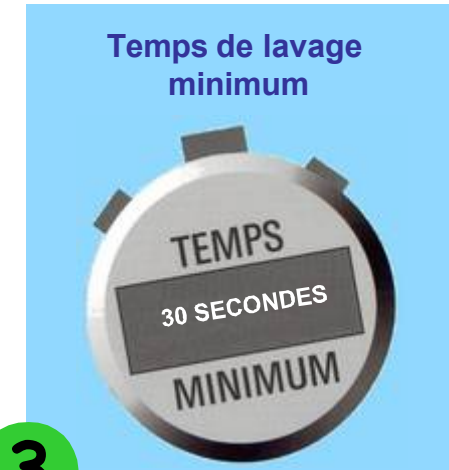 Temps de lavage
minimum
TEMPS
30 SECONDES
MINIMUM
3